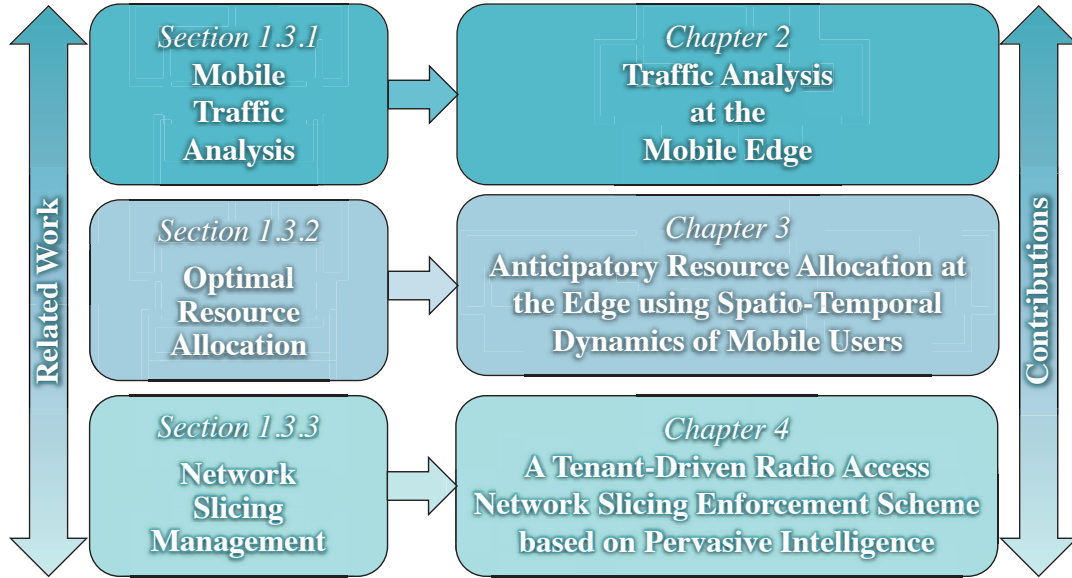 Related Work
Section 1.3.1
Mobile
Traffic
Analysis
Chapter 2
Traffic Analysis
at the
Mobile Edge
Section 1.3.2
Optimal
Resource
Allocation
Chapter 3
Anticipatory Resource Allocation at
the Edge using Spatio-Temporal
Dynamics of Mobile Users
Section 1.3.3
Network
Slicing
Management
Chapter 4
A Tenant-Driven Radio Access
Network Slicing Enforcement Scheme
based on Pervasive Intelligence
Contributions